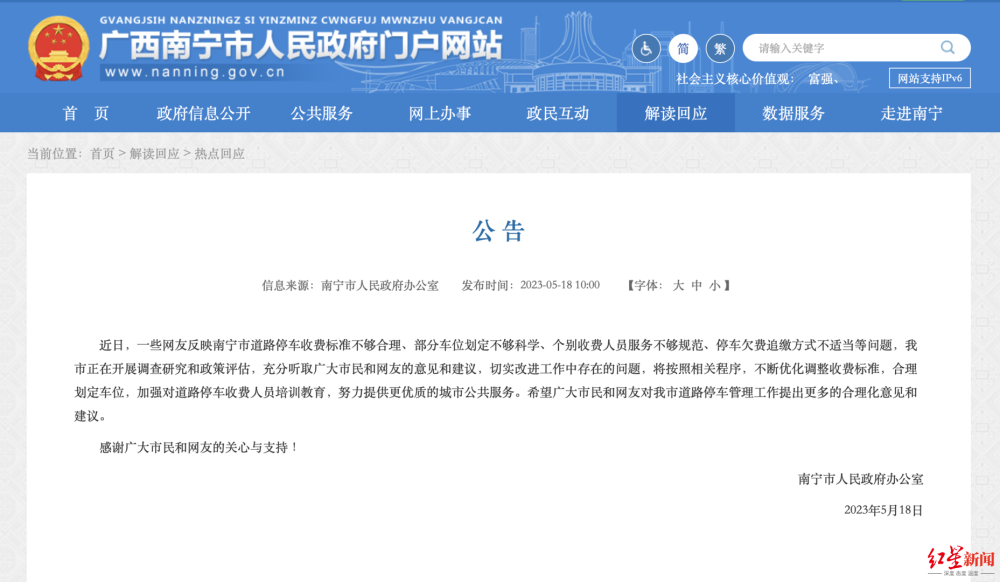 GVANGJSIH NANZNINGZ SI YINZMINZ CWNGFUJ MWNZHU VANGJCAN
广西南宁市人民政府门户网站
www.nanning.gov.cn
简
繁
请输入关键字
社会主义核心价值观： 富强、
网站支持IPv6
首 页 政府信息公开 公共服务 网上办事 政民互动 解读回应 数据服务 走进南宁
当前位置：首页 > 解读回应 > 热点回应
公 告
信息来源：南宁市人民政府办公室 发布时间：2023-05-18 10:00 【字体： 大 中 小 】
近日，一些网友反映南宁市道路停车收费标准不够合理、部分车位划定不够科学、个别收费人员服务不够规范、停车欠费追缴方式不适当等问题，我
市正在开展调查研究和政策评估，充分听取广大市民和网友的意见和建议，切实改进工作中存在的问题，将按照相关程序，不断优化调整收费标准，合理
划定车位，加强对道路停车收费人员培训教育，努力提供更优质的城市公共服务。希望广大市民和网友对我市道路停车管理工作提出更多的合理化意见和
建议。
感谢广大市民和网友的关心与支持！
南宁市人民政府办公室
2023年5月18日
红星新闻